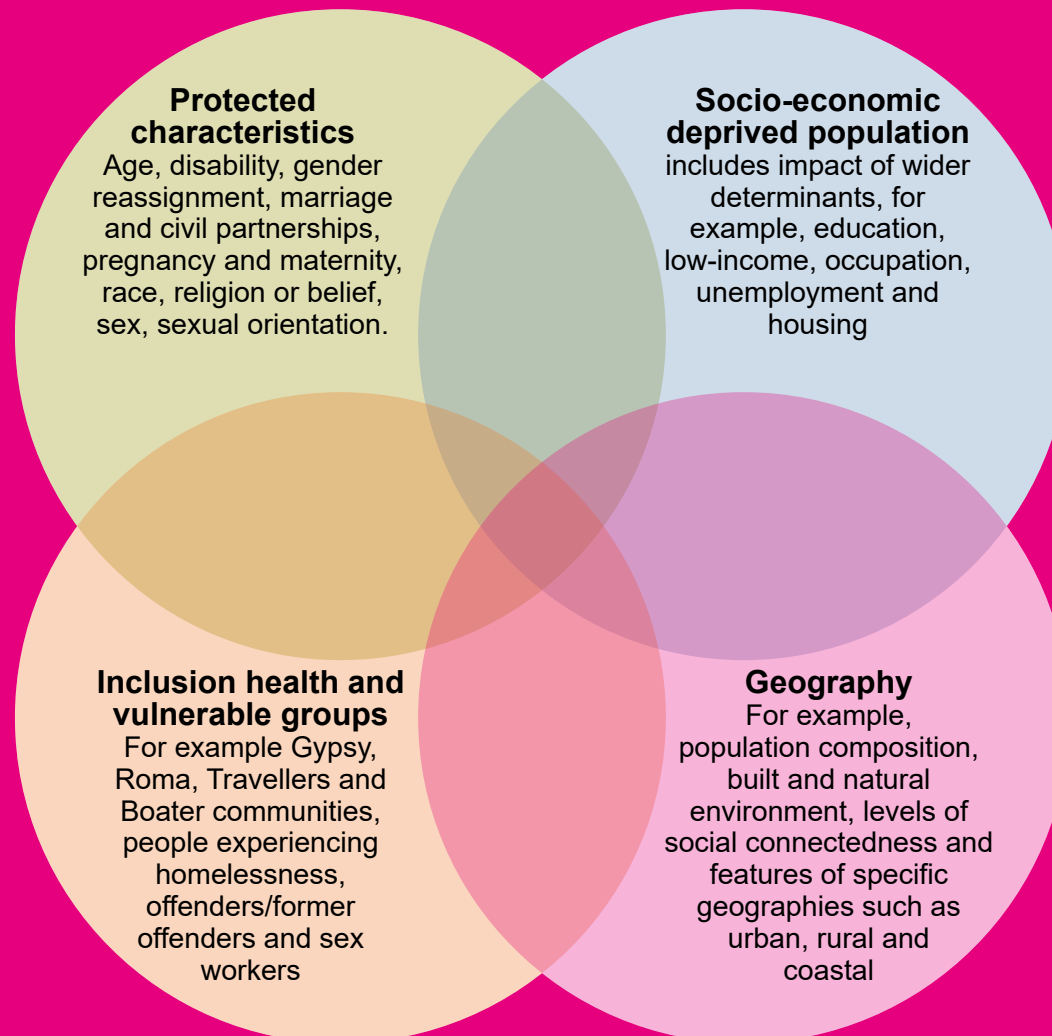 Protected
characteristics
Age, disability, gender
reassignment, marriage
and civil partnerships,
pregnancy and maternity,
race, religion or belief,
sex, sexual orientation.
Socio-economic
deprived population
includes impact of wider
determinants, for
example, education,
low-income, occupation,
unemployment and
housing
Inclusion health and
vulnerable groups
For example Gypsy,
Roma, Travellers and
Boater communities,
people experiencing
homelessness,
offenders/former
offenders and sex
workers
Geography
For example,
population composition,
built and natural
environment, levels of
social connectedness and
features of specific
geographies such as
urban, rural and
coastal